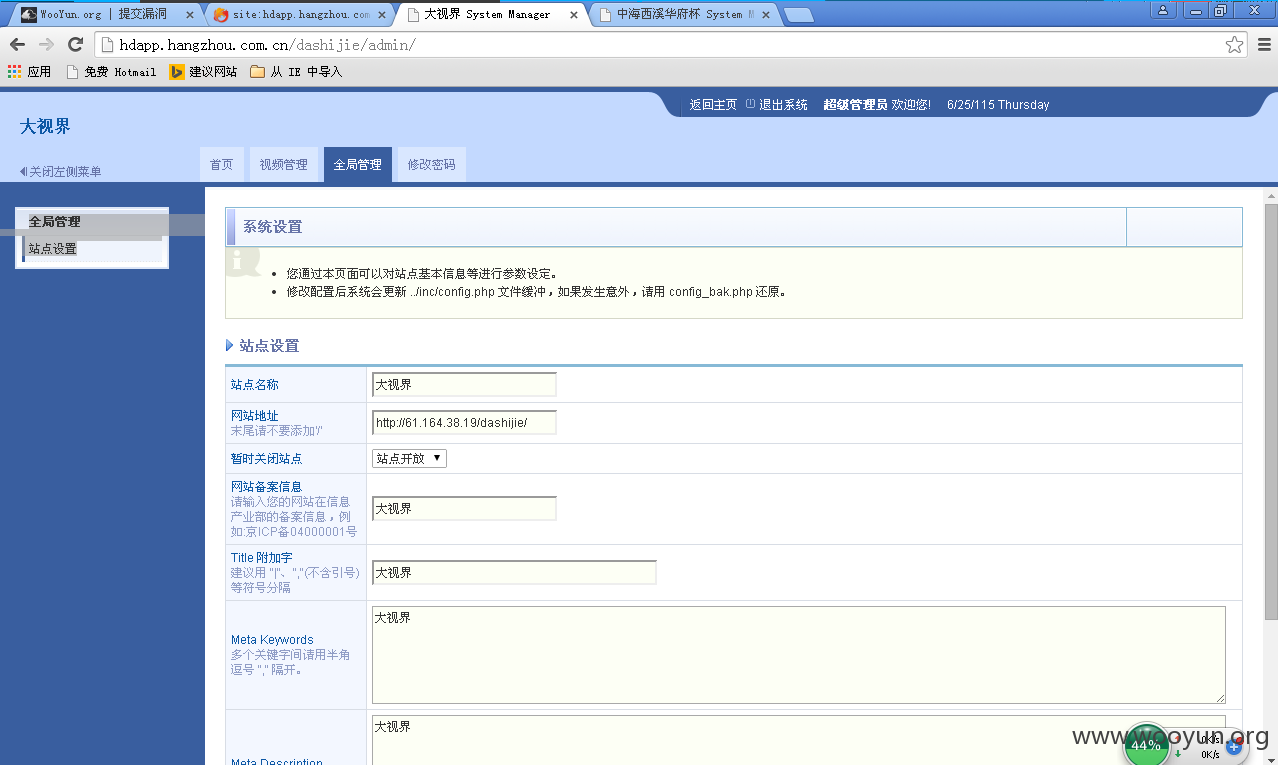 WooYun.org | 提交漏洞
site:hdapp.hangzhou.com
大视界 System Manager
中海西溪华府杯 System M
hdapp.hangzhou.com.cn/dashijie/admin/
应用 免费 Hotmail 建议网站 从 IE 中导入
返回主页 退出系统 超级管理员 欢迎您! 6/25/115 Thursday
大视界
关闭左侧菜单
首页 视频管理 全局管理 修改密码
全局管理
站点设置
系统设置
您通过本页面可以对站点基本信息等进行参数设定。
修改配置后系统会更新 ../inc/config.php 文件缓冲，如果发生意外，请用 config_bak.php 还原。
站点设置
站点名称
大视界
网站地址
末尾请不要添加'/'
http://61.164.38.19/dashijie/
暂时关闭站点
站点开放
网站备案信息
请输入您的网站在信息
产业部的备案信息，例
如:京ICP备04000001号
大视界
Title 附加字
建议用 "|"、","(不含引号)
等符号分隔
大视界
Meta Keywords
多个关键字间请用半角
逗号 "," 隔开。
大视界
Meta Description
大视界
www.wooyun.org
44%
0K/s
0K/s